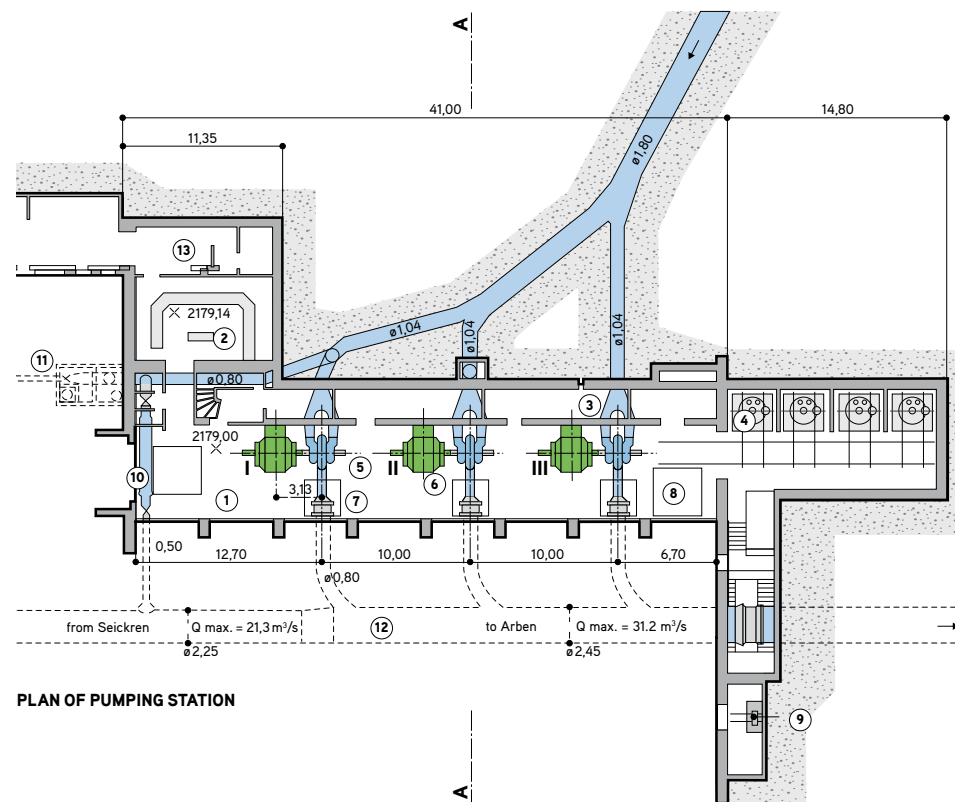 A
41,00
14,80
11,35
ø1.80
13
2179,14
2
ø1,04
ø1,04
ø1,04
11
ø0,80
3
4
2179,00
I
II
III
5
6
10
1
3,13
7
8
0,50
12,70
10,00
10,00
6,70
ø0,80
from Seickren
Q max. = 21,3 m³/s
12
to Arben
Q max. = 31.2 m³/s
ø2,25
ø2,45
PLAN OF PUMPING STATION
9
A